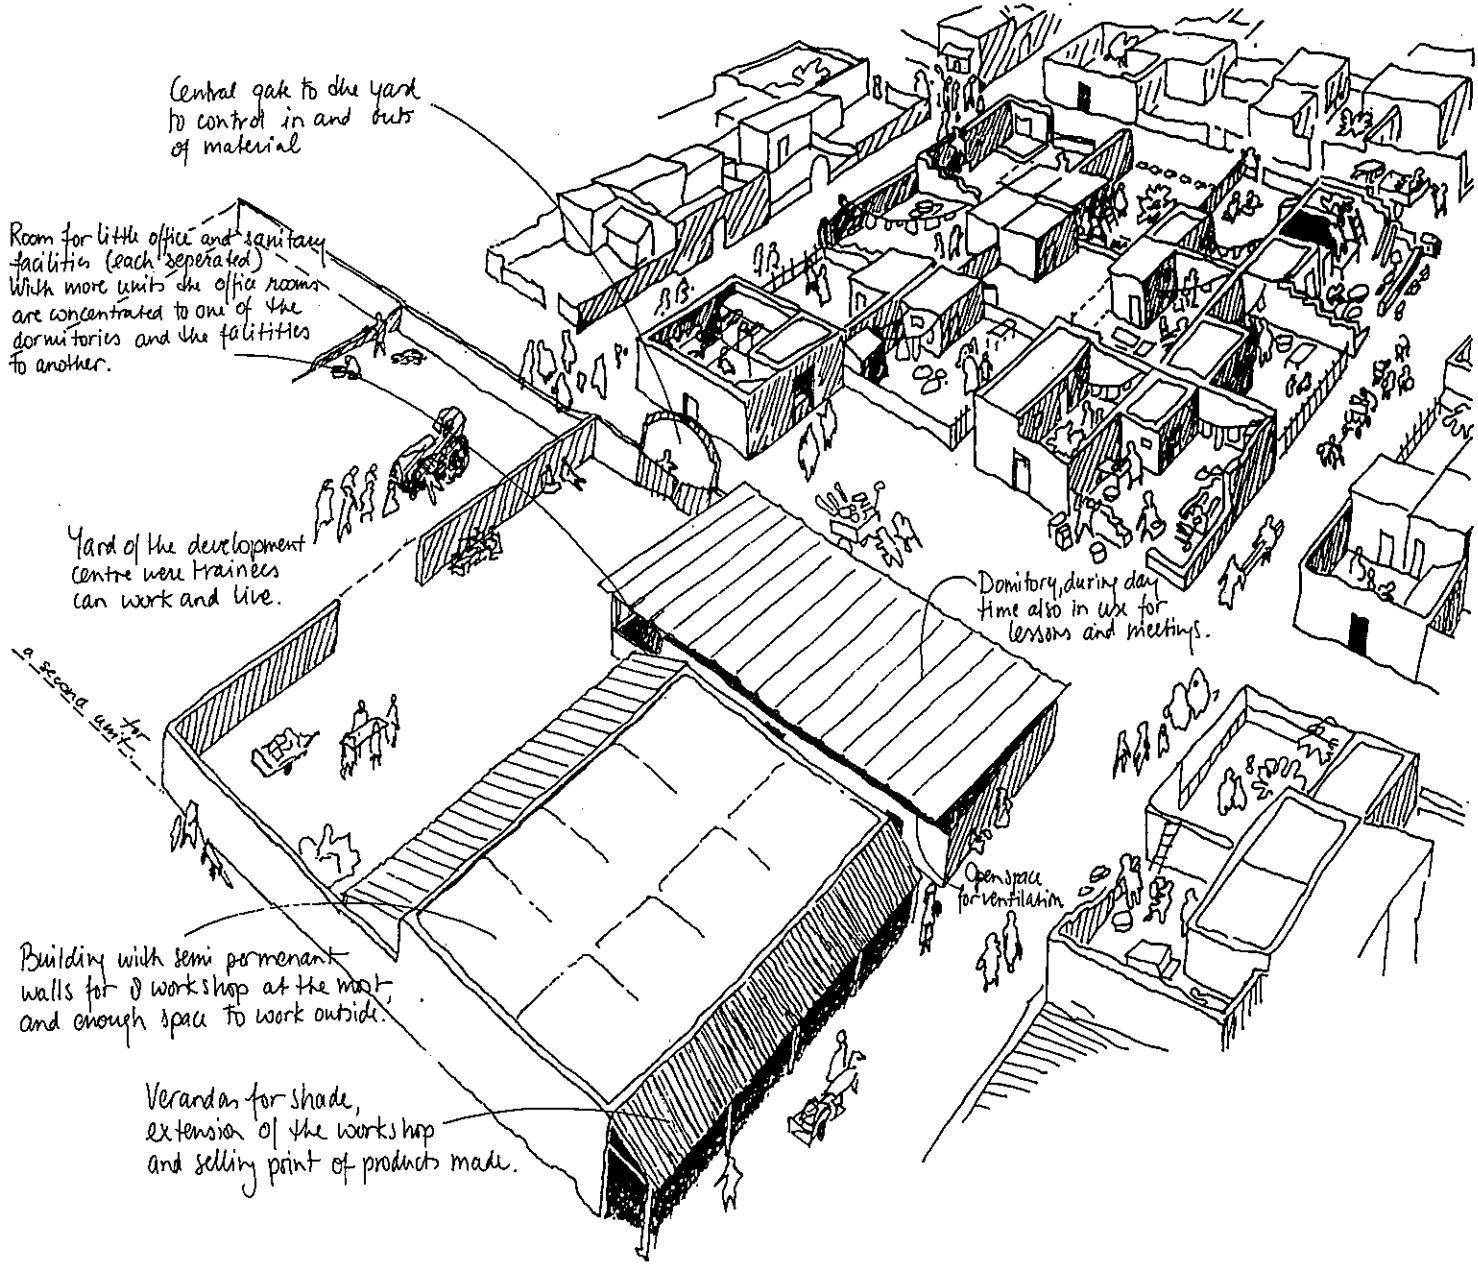 Central gate to the yard
to control in and outs
of material
Room for little office and sanitary
facilities (each seperated)
With more units the office rooms
are concentrated to one of the
dormitories and the falitities
to another.
Yard of the development
centre were trainees
can work and live.
for
a second unit
Domitory, during day
time also in use for
lessons and meetings.
Open space
for ventilation
Building with semi permenant
walls for 8 workshop at the most,
and enough space to work outside.
Verandas for shade,
extension of the workshop
and selling point of products made.